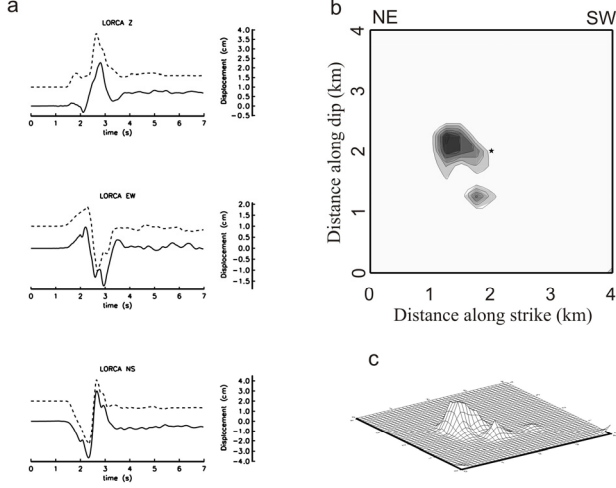 a
LORCA Z
Displacement (cm)
4.0
3.5
3.0
2.5
2.0
1.5
1.0
0.5
0.0
−0.5
0 1 2 3 4 5 6 7
time (s)
LORCA EW
Displacement (cm)
2.0
1.5
1.0
0.5
0.0
−0.5
−1.0
−1.5
0 1 2 3 4 5 6 7
time (s)
LORCA NS
Displacement (cm)
4.0
3.0
2.0
1.0
0.0
−1.0
−2.0
−3.0
−4.0
0 1 2 3 4 5 6 7
time (s)
b
NE SW
Distance along dip (km)
4
3
2
1
0
0 1 2 3 4
Distance along strike (km)
c